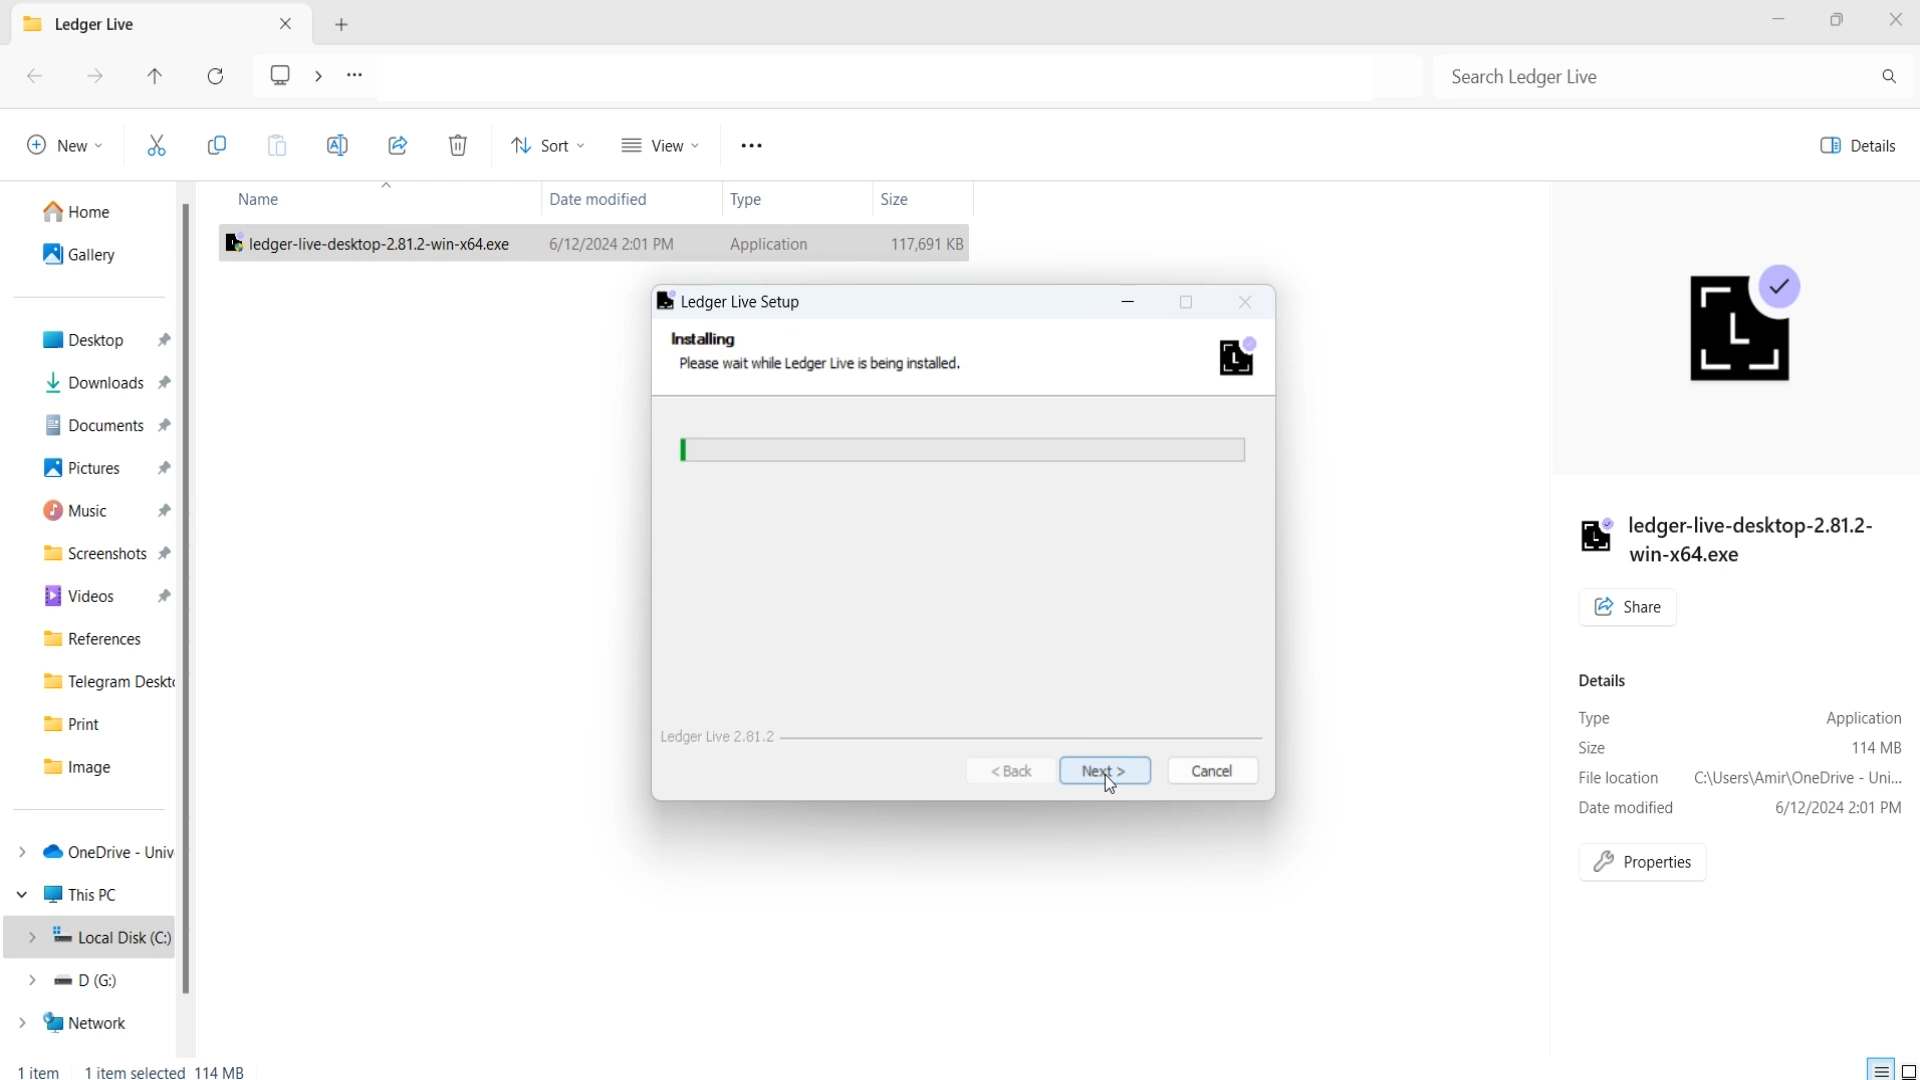 Ledger Live
Search Ledger Live
New
Sort
View
Details
Name
Date modified
Type
Size
ledger-live-desktop-2.81.2-win-x64.exe
6/12/2024 2:01 PM
Application
117,691 KB
Home
Gallery
Desktop
Downloads
Documents
Pictures
Music
Screenshots
Videos
References
Telegram Deskto
Print
Image
OneDrive - Univ
This PC
Local Disk (C:)
D (G:)
Network
Ledger Live Setup
Installing
Please wait while Ledger Live is being installed.
Ledger Live 2.81.2
< Back
Next >
Cancel
ledger-live-desktop-2.81.2-
win-x64.exe
Share
Details
Type Application
Size 114 MB
File location C:\Users\Amir\OneDrive - Uni...
Date modified 6/12/2024 2:01 PM
Properties
1 item 1 item selected 114 MB